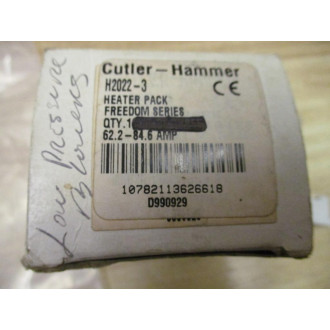 Cutler-Hammer
H2022-3
CE
HEATER PACK
FREEDOM SERIES
QTY.1
62.2-84.6 AMP
10782113626618
D990929
Low Pressure
Blowers